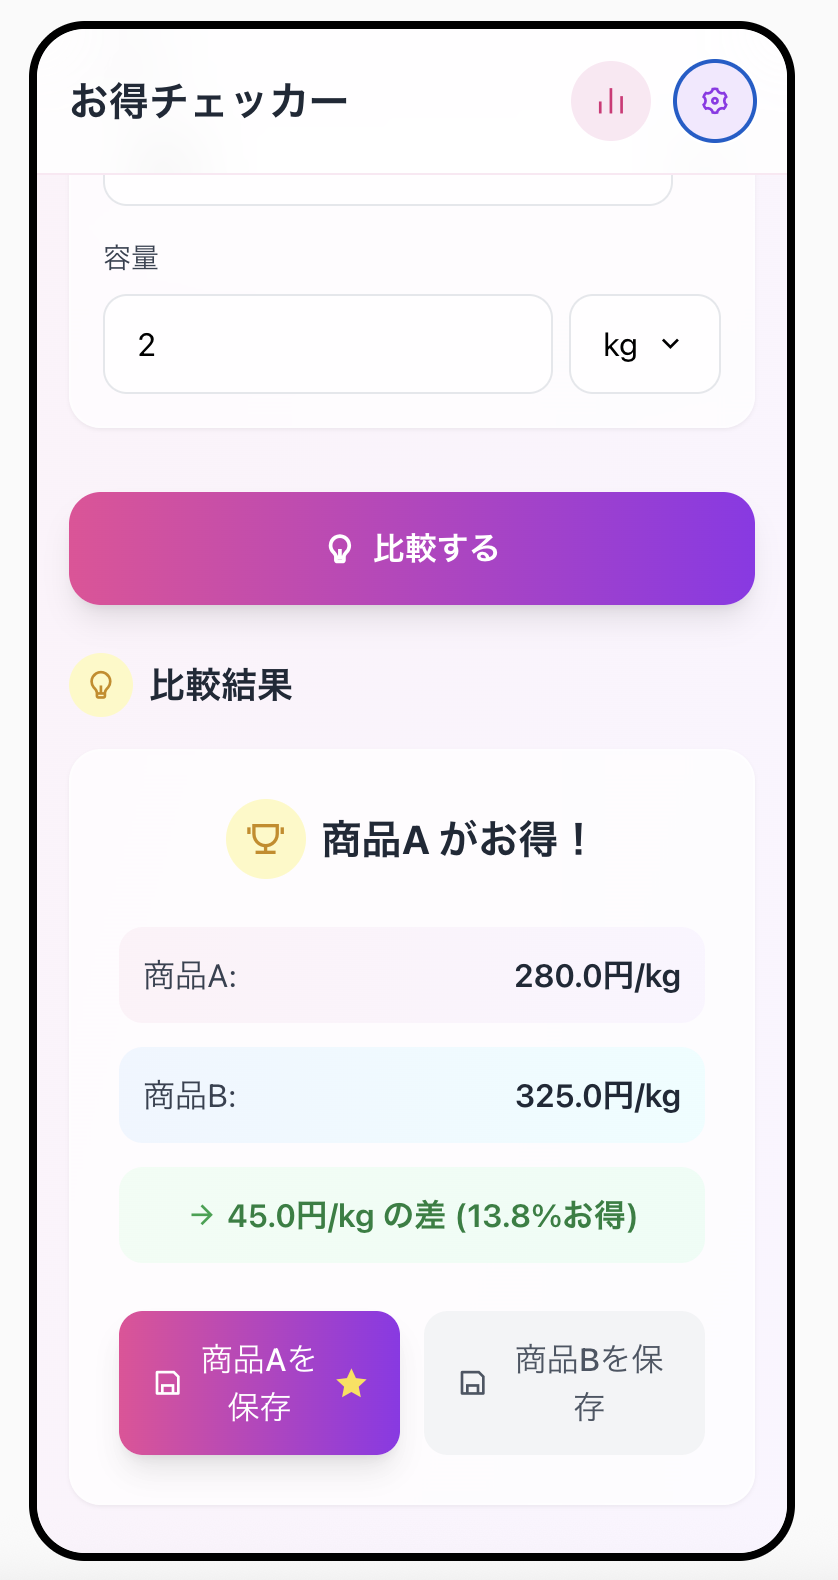 お得チェッカー
容量
2
kg
比較する
比較結果
商品A がお得！
商品A:
280.0円/kg
商品B:
325.0円/kg
→ 45.0円/kg の差 (13.8%お得)
商品Aを
保存
商品Bを保
存